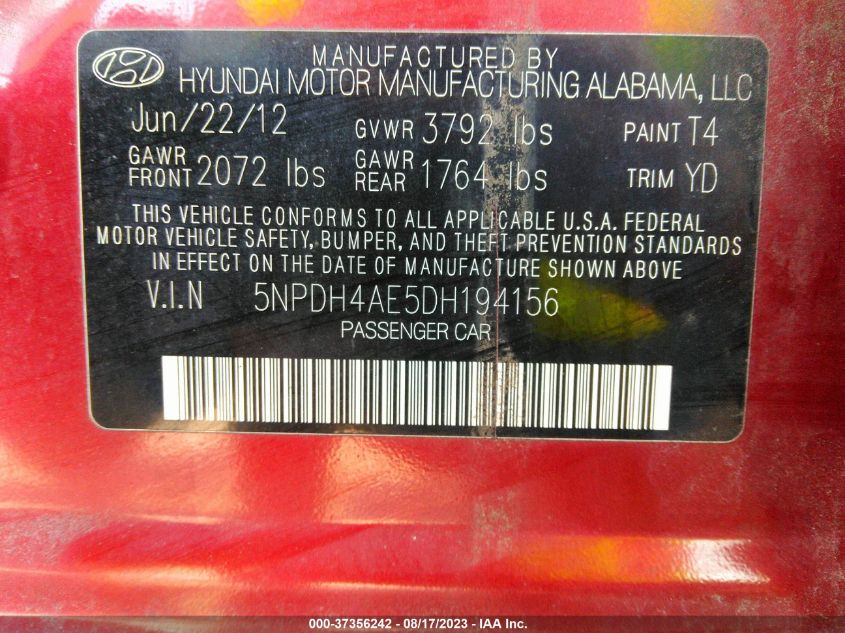 MANUFACTURED BY
HYUNDAI MOTOR MANUFACTURING ALABAMA, LLC
Jun/22/12 GVWR 3792 lbs PAINT T4
GAWR FRONT 2072 lbs GAWR REAR 1764 lbs TRIM YD
THIS VEHICLE CONFORMS TO ALL APPLICABLE U.S.A. FEDERAL
MOTOR VEHICLE SAFETY, BUMPER, AND THEFT PREVENTION STANDARDS
IN EFFECT ON THE DATE OF MANUFACTURE SHOWN ABOVE
V.I.N 5NPDH4AE5DH194156
PASSENGER CAR
000-37356242 - 08/17/2023 - IAA Inc.